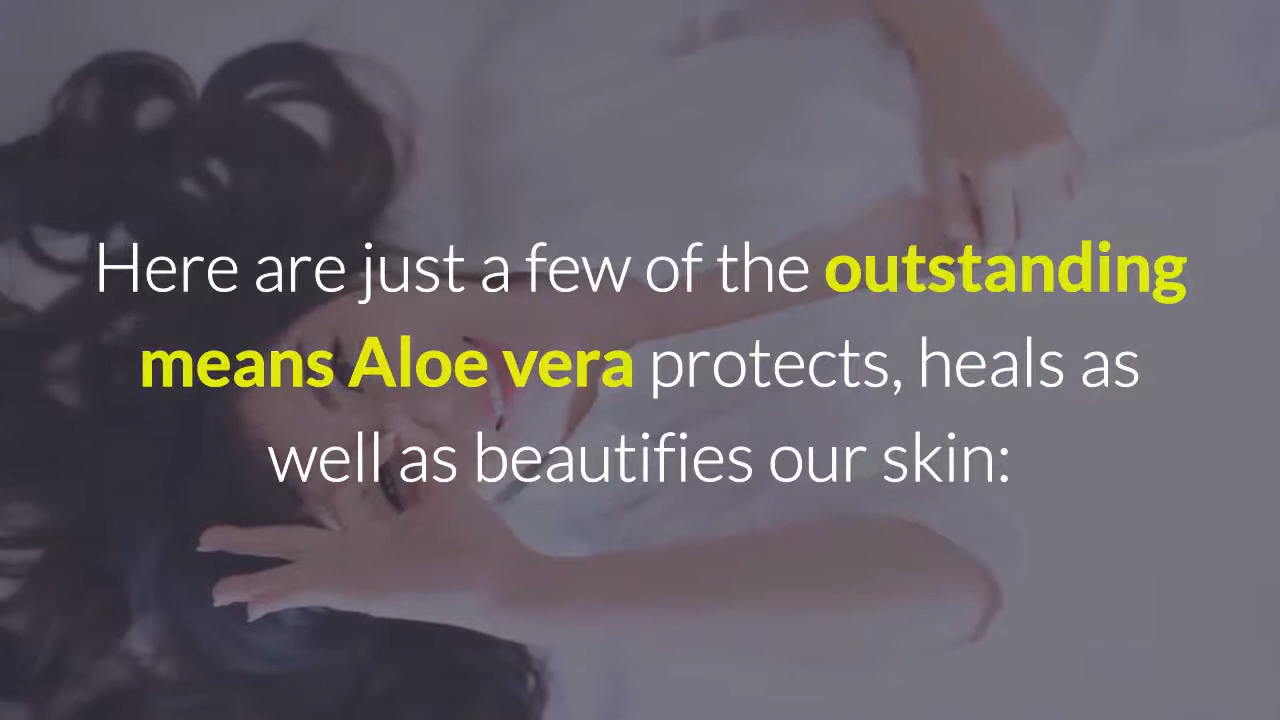 Here are just a few of the outstanding
means Aloe vera protects, heals as
well as beautifies our skin: